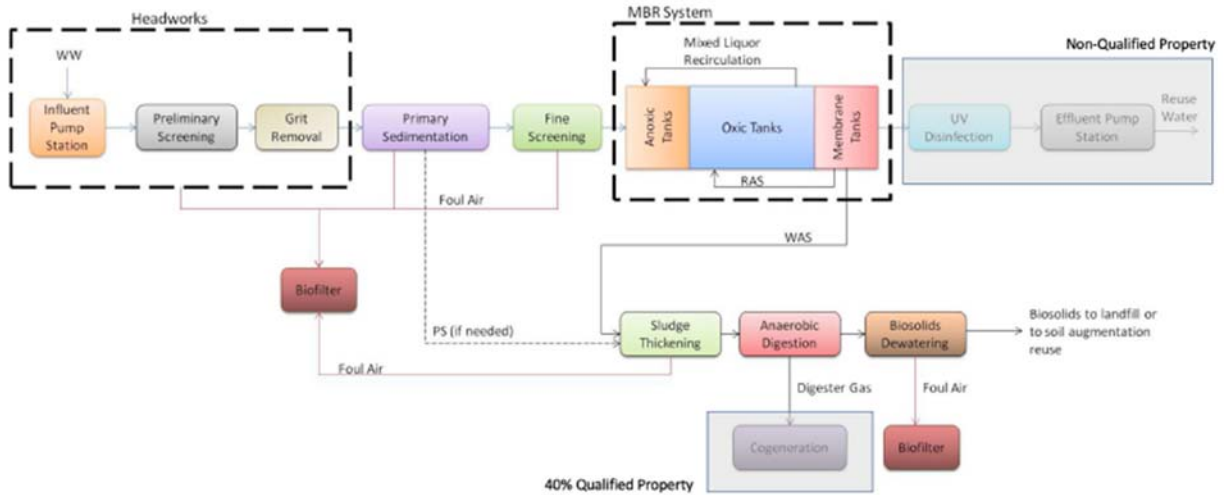 Headworks
WW
Influent
Pump
Station
Preliminary
Screening
Grit
Removal
Primary
Sedimentation
Fine
Screening
MBR System
Mixed Liquor
Recirculation
Anoxic
Tanks
Oxic Tanks
Membrane
Tanks
RAS
Non-Qualified Property
UV
Disinfection
Effluent Pump
Station
Reuse
Water
Foul Air
WAS
Biofilter
PS (if needed)
Foul Air
Sludge
Thickening
Anaerobic
Digestion
Biosolids
Dewatering
Biosolids to landfill or
to soil augmentation
reuse
Digester Gas
Foul Air
Cogeneration
Biofilter
40% Qualified Property